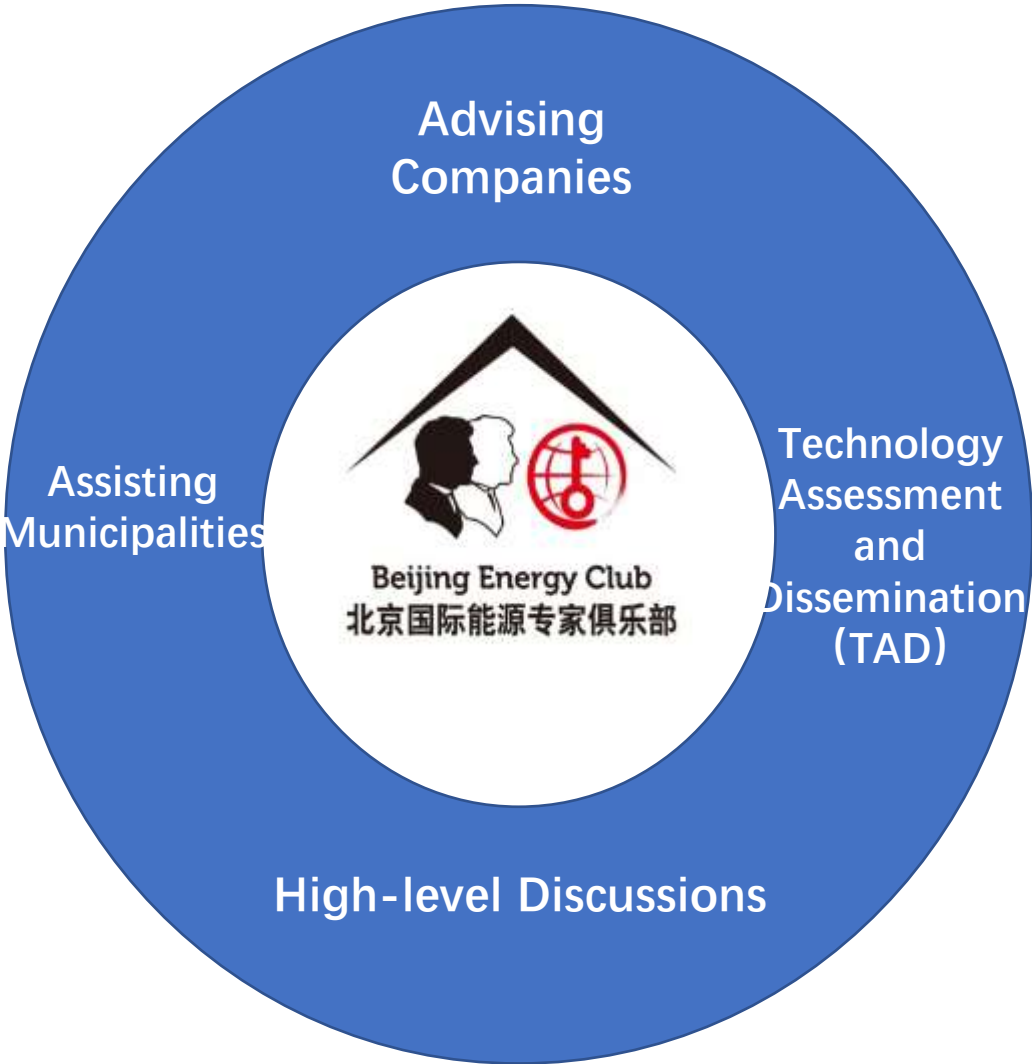 Advising
Companies
Assisting
Municipalities
Technology
Assessment
and
Dissemination
(TAD)
Beijing Energy Club
北京国际能源专家俱乐部
High-level Discussions